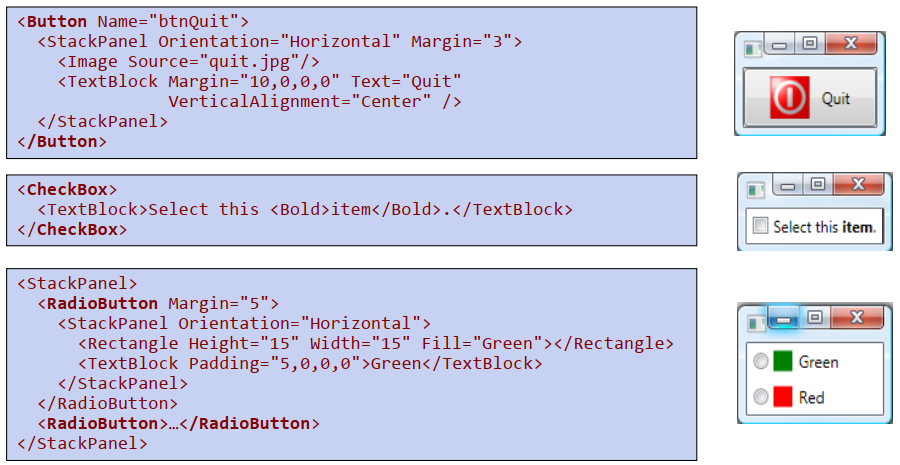 <Button Name="btnQuit">
  <StackPanel Orientation="Horizontal" Margin="3">
    <Image Source="quit.jpg"/>
    <TextBlock Margin="10,0,0,0" Text="Quit"
               VerticalAlignment="Center" />
  </StackPanel>
</Button>
Quit
<CheckBox>
  <TextBlock>Select this <Bold>item</Bold>.</TextBlock>
</CheckBox>
Select this item.
<StackPanel>
  <RadioButton Margin="5">
    <StackPanel Orientation="Horizontal">
      <Rectangle Height="15" Width="15" Fill="Green"></Rectangle>
      <TextBlock Padding="5,0,0,0">Green</TextBlock>
    </StackPanel>
  </RadioButton>
  <RadioButton>…</RadioButton>
</StackPanel>
Green
Red